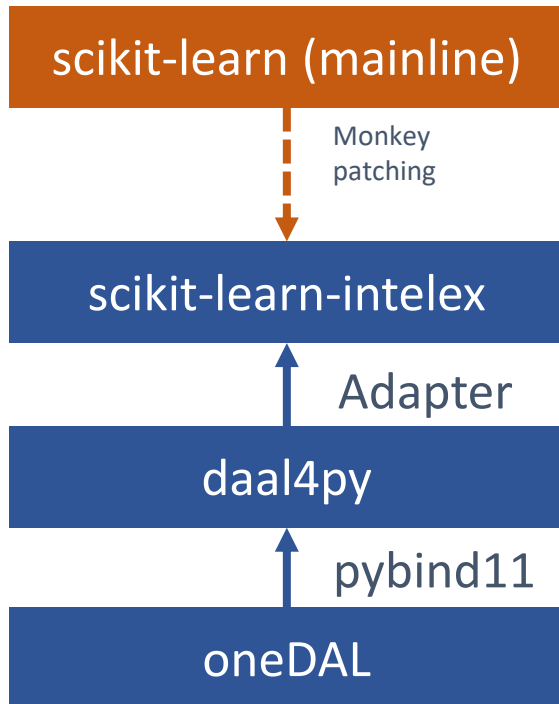 scikit-learn (mainline)
Monkey
patching
scikit-learn-intelex
Adapter
daal4py
pybind11
oneDAL